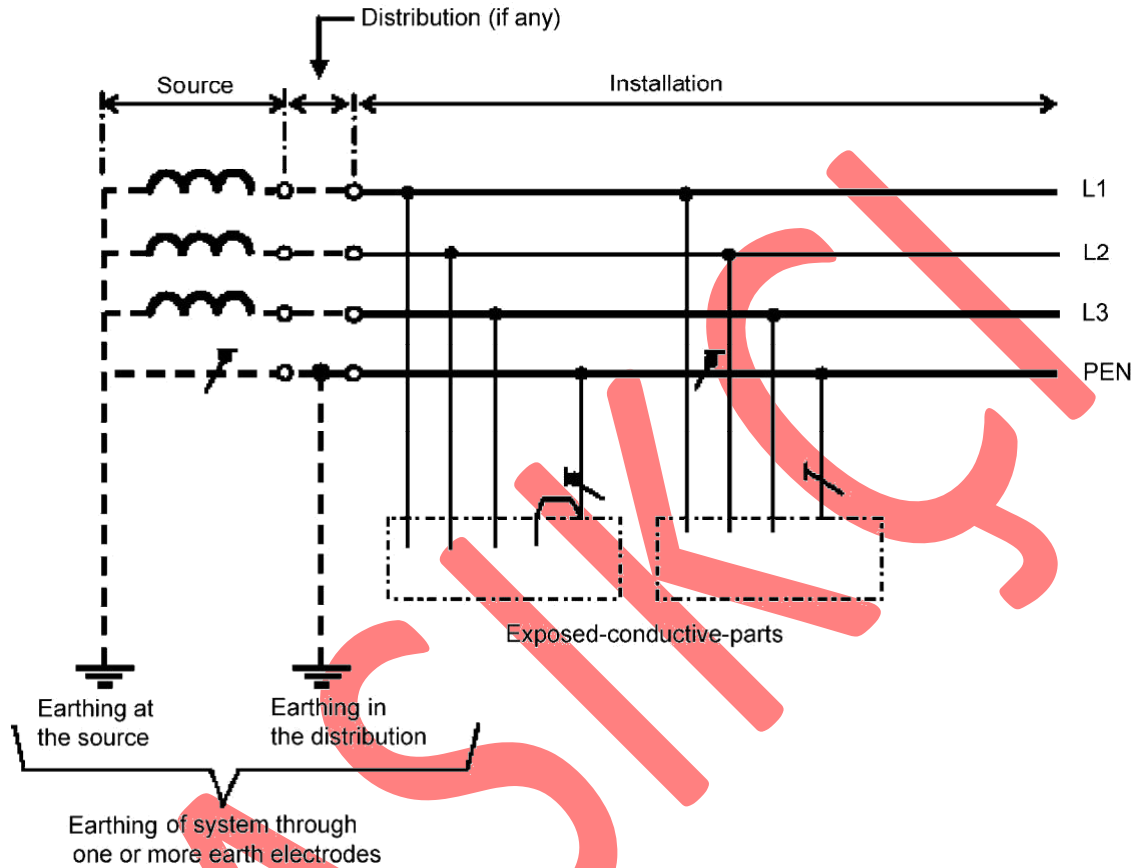 Distribution (if any)
Source
Installation
L1
L2
L3
PEN
Exposed-conductive-parts
Earthing at
the source
Earthing in
the distribution
Earthing of system through
one or more earth electrodes